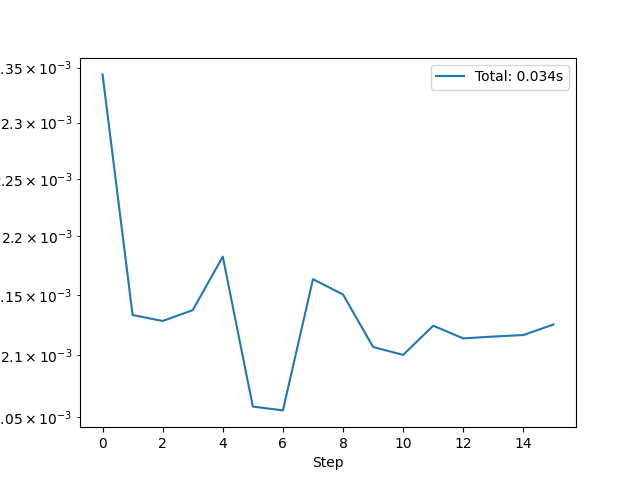 Total: 0.034s
.35 × 10⁻³
2.3 × 10⁻³
.25 × 10⁻³
2.2 × 10⁻³
.15 × 10⁻³
2.1 × 10⁻³
.05 × 10⁻³
0 2 4 6 8 10 12 14
Step